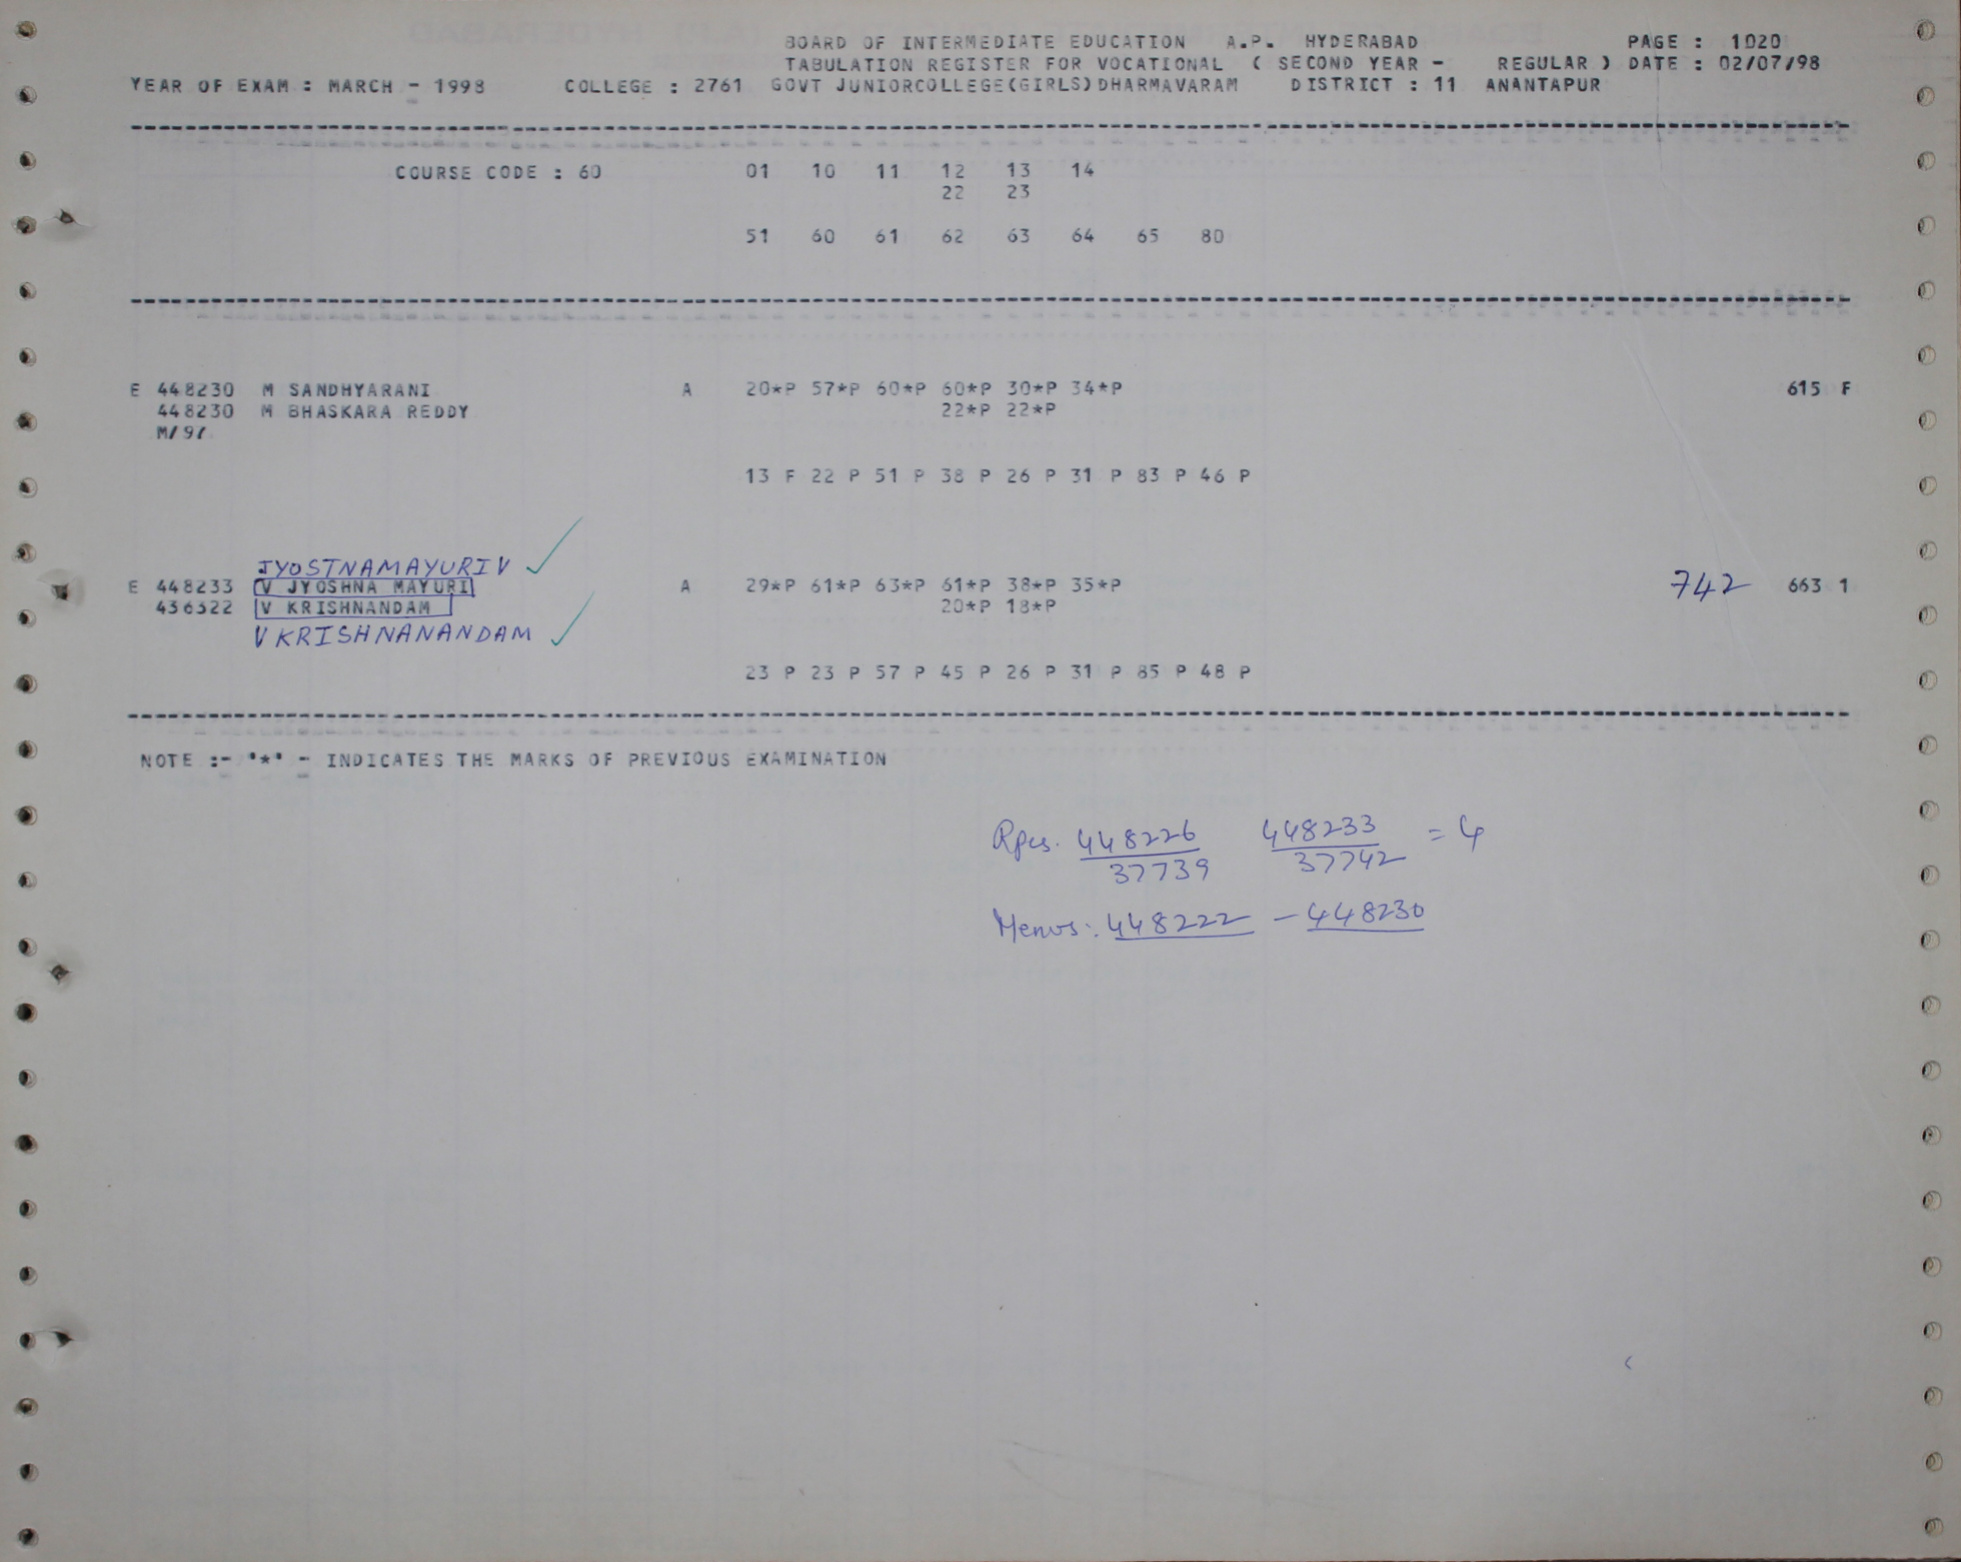 BOARD OF INTERMEDIATE EDUCATION A.P. HYDERABAD PAGE : 1020
TABULATION REGISTER FOR VOCATIONAL ( SECOND YEAR - REGULAR ) DATE : 02/07/98
YEAR OF EXAM : MARCH - 1998 COLLEGE : 2761 GOVT JUNIORCOLLEGE(GIRLS)DHARMAVARAM DISTRICT : 11 ANANTAPUR
COURSE CODE : 60 01 10 11 12 13 14
22 23
51 60 61 62 63 64 65 80
E 448230 M SANDHYARANI A 20*P 57*P 60*P 60*P 30*P 34*P 615 F
448230 M BHASKARA REDDY 22*P 22*P
M/97
13 F 22 P 51 P 38 P 26 P 31 P 83 P 46 P
JYOSTNAMAYURI V
E 448233 V JYOSHNA MAYURI A 29*P 61*P 63*P 61*P 38*P 35*P 742 663 1
436522 V KRISHNANDAM 20*P 18*P
V KRISHNANANDAM
23 P 23 P 57 P 45 P 26 P 31 P 85 P 48 P
NOTE :- '*' - INDICATES THE MARKS OF PREVIOUS EXAMINATION
448226 448233 = 4
37739 37742
448222 - 448230